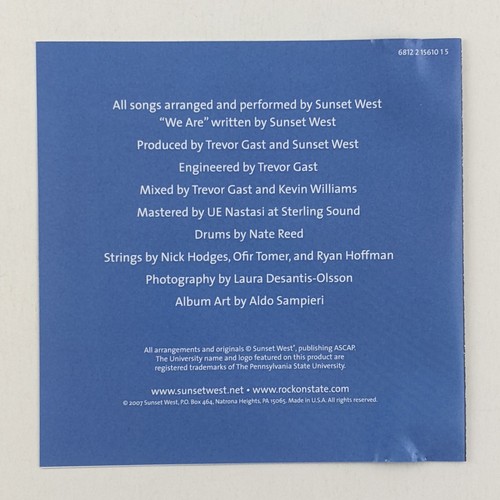 6812 2 15610 1 5
All songs arranged and performed by Sunset West
“We Are” written by Sunset West
Produced by Trevor Gast and Sunset West
Engineered by Trevor Gast
Mixed by Trevor Gast and Kevin Williams
Mastered by UE Nastasi at Sterling Sound
Drums by Nate Reed
Strings by Nick Hodges, Ofir Tomer, and Ryan Hoffman
Photography by Laura Desantis-Olsson
Album Art by Aldo Sampieri
All arrangements and originals © Sunset West®, publishing ASCAP.
The University name and logo featured on this product are
registered trademarks of The Pennsylvania State University.
www.sunsetwest.net • www.rockonstate.com
© 2007 Sunset West, P.O. Box 464, Natrona Heights, PA 15065. Made in U.S.A. All rights reserved.